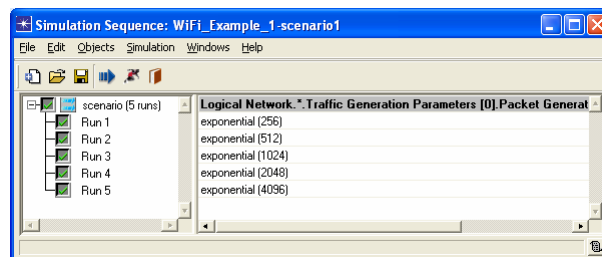 Simulation Sequence: WiFi_Example_1-scenario1
File Edit Objects Simulation Windows Help
scenario (5 runs)
Logical Network.*.Traffic Generation Parameters [0].Packet Generat
Run 1
exponential (256)
Run 2
exponential (512)
Run 3
exponential (1024)
Run 4
exponential (2048)
Run 5
exponential (4096)